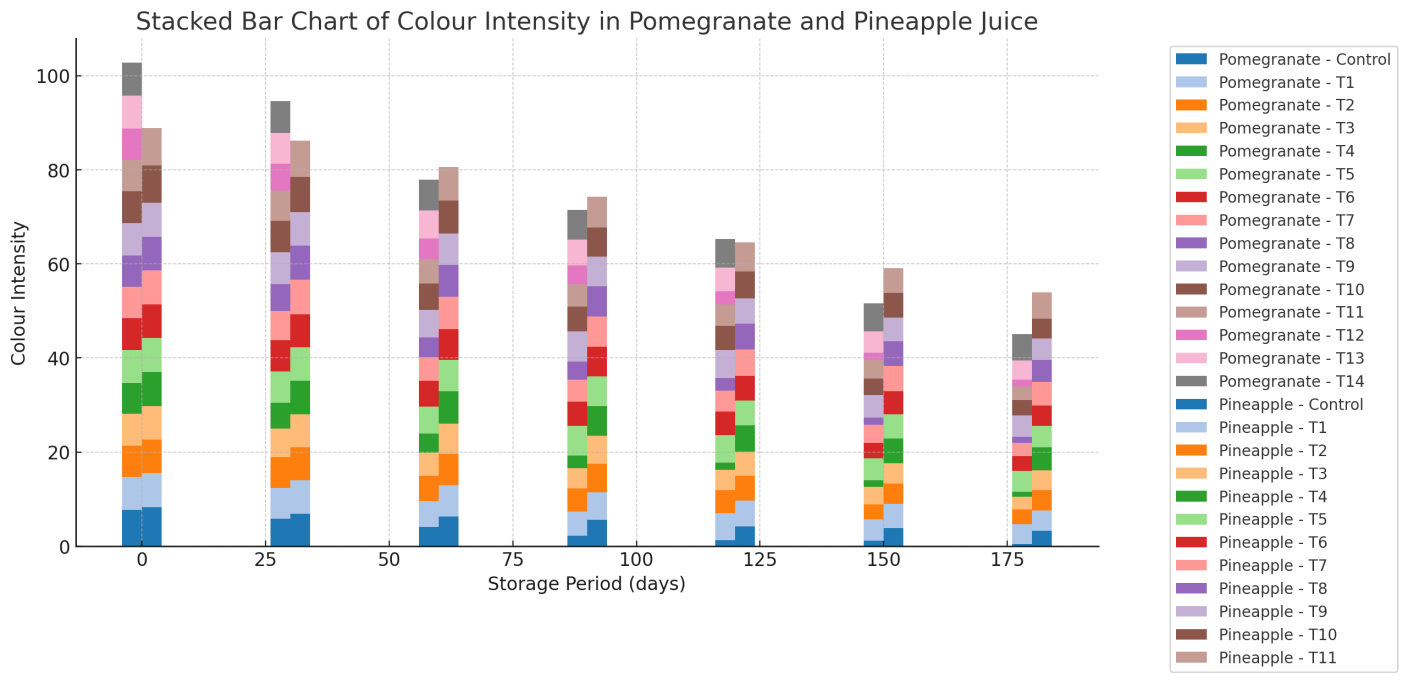 Stacked Bar Chart of Colour Intensity in Pomegranate and Pineapple Juice
Colour Intensity
100
80
60
40
20
0
0 25 50 75 100 125 150 175
Storage Period (days)
Pomegranate - Control
Pomegranate - T1
Pomegranate - T2
Pomegranate - T3
Pomegranate - T4
Pomegranate - T5
Pomegranate - T6
Pomegranate - T7
Pomegranate - T8
Pomegranate - T9
Pomegranate - T10
Pomegranate - T11
Pomegranate - T12
Pomegranate - T13
Pomegranate - T14
Pineapple - Control
Pineapple - T1
Pineapple - T2
Pineapple - T3
Pineapple - T4
Pineapple - T5
Pineapple - T6
Pineapple - T7
Pineapple - T8
Pineapple - T9
Pineapple - T10
Pineapple - T11